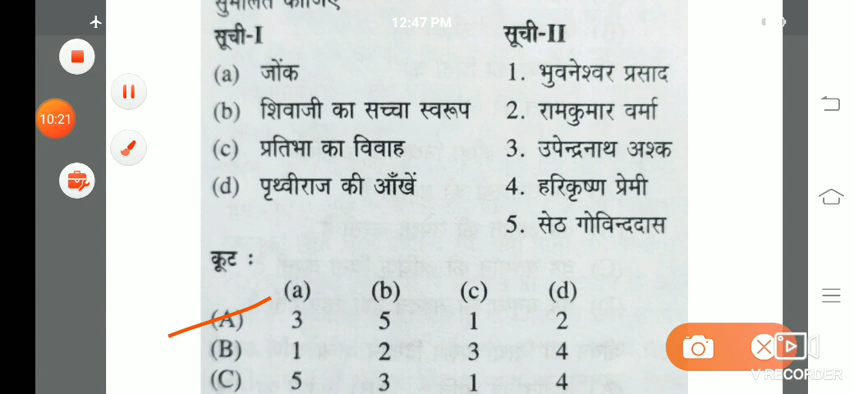 सुमेलित कीजिए
12:47 PM
सूची-I सूची-II
(a) जोंक 1. भुवनेश्वर प्रसाद
(b) शिवाजी का सच्चा स्वरूप 2. रामकुमार वर्मा
(c) प्रतिभा का विवाह 3. उपेन्द्रनाथ अश्क
(d) पृथ्वीराज की आँखें 4. हरिकृष्ण प्रेमी
5. सेठ गोविन्ददास
कूट :
(a) (b) (c) (d)
(A) 3 5 1 2
(B) 1 2 3 4
(C) 5 3 1 4
10:21
V RECORDER